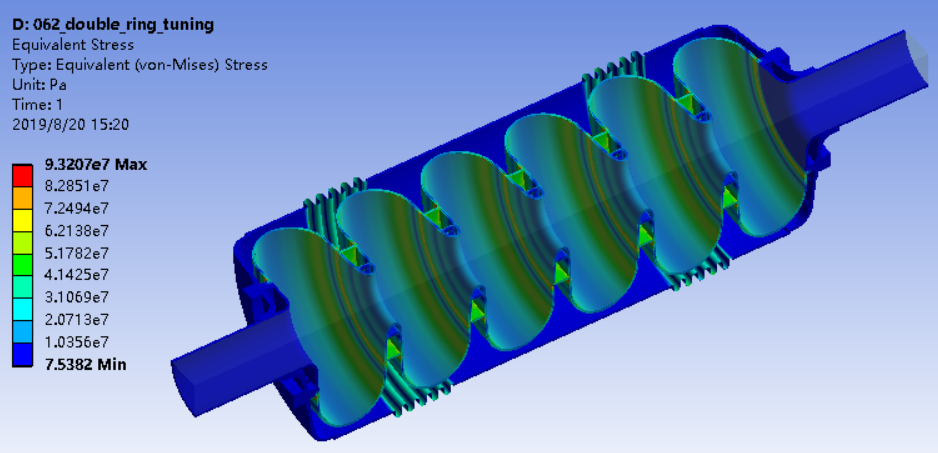 D: 062_double_ring_tuning
Equivalent Stress
Type: Equivalent (von-Mises) Stress
Unit: Pa
Time: 1
2019/8/20 15:20
9.3207e7 Max
8.2851e7
7.2494e7
6.2138e7
5.1782e7
4.1425e7
3.1069e7
2.0713e7
1.0356e7
7.5382 Min